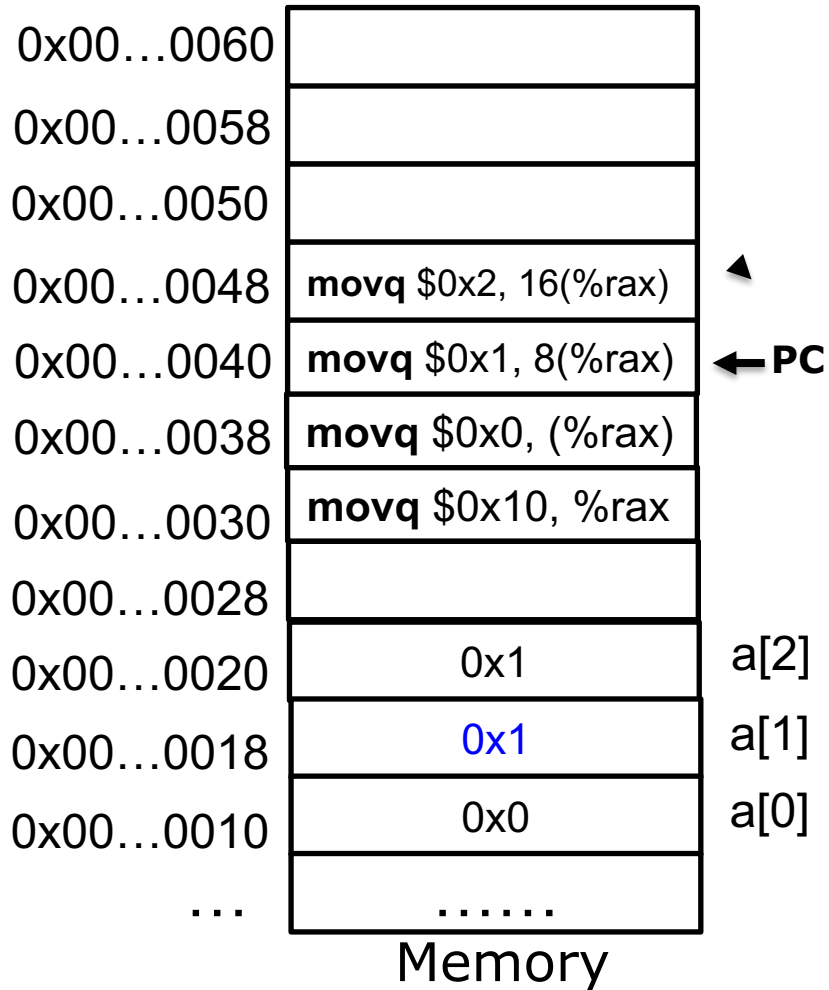 0x00…0060
0x00…0058
0x00…0050
0x00…0048 movq $0x2, 16(%rax)
0x00…0040 movq $0x1, 8(%rax) PC
0x00…0038 movq $0x0, (%rax)
0x00…0030 movq $0x10, %rax
0x00…0028
0x00…0020 0x1 a[2]
0x00…0018 0x1 a[1]
0x00…0010 0x0 a[0]
… ……
Memory